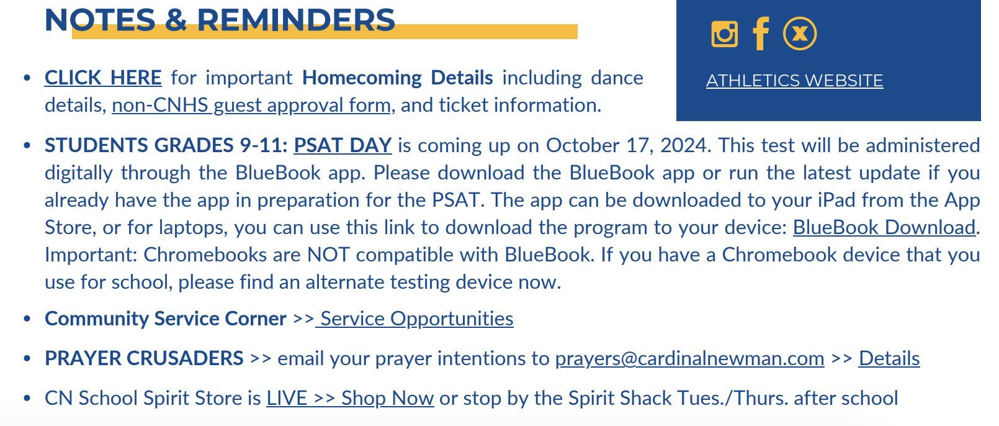 NOTES & REMINDERS
ATHLETICS WEBSITE
• CLICK HERE for important Homecoming Details including dance
details, non-CNHS guest approval form, and ticket information.
• STUDENTS GRADES 9-11: PSAT DAY is coming up on October 17, 2024. This test will be administered
digitally through the BlueBook app. Please download the BlueBook app or run the latest update if you
already have the app in preparation for the PSAT. The app can be downloaded to your iPad from the App
Store, or for laptops, you can use this link to download the program to your device: BlueBook Download.
Important: Chromebooks are NOT compatible with BlueBook. If you have a Chromebook device that you
use for school, please find an alternate testing device now.
• Community Service Corner >> Service Opportunities
• PRAYER CRUSADERS >> email your prayer intentions to prayers@cardinalnewman.com >> Details
• CN School Spirit Store is LIVE >> Shop Now or stop by the Spirit Shack Tues./Thurs. after school